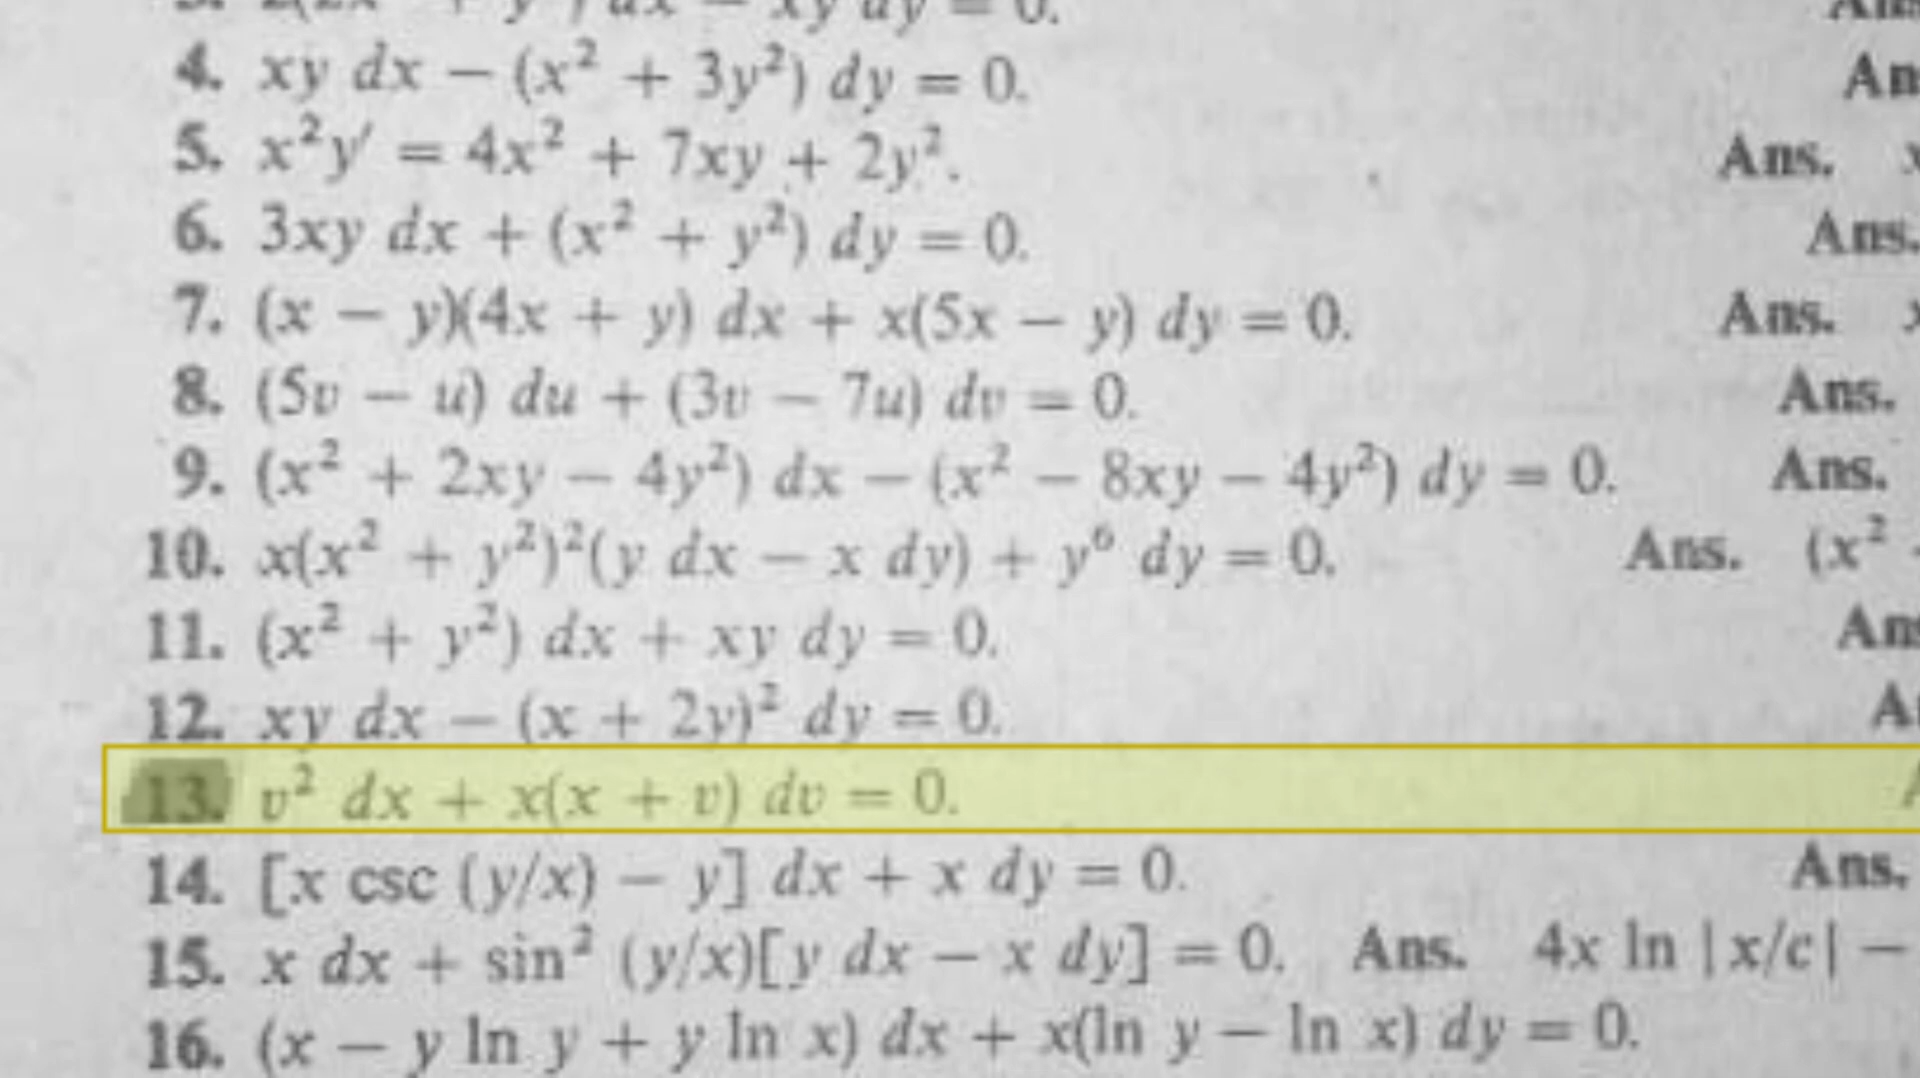 4. xy dx − (x² + 3y²) dy = 0. An
5. x²y′ = 4x² + 7xy + 2y². Ans. x
6. 3xy dx + (x² + y²) dy = 0. Ans.
7. (x − y)(4x + y) dx + x(5x − y) dy = 0. Ans.
8. (5v − u) du + (3v − 7u) dv = 0. Ans.
9. (x² + 2xy − 4y²) dx − (x² − 8xy − 4y²) dy = 0. Ans.
10. x(x² + y²)²(y dx − x dy) + y⁶ dy = 0. Ans. (x²
11. (x² + y²) dx + xy dy = 0. Ans
12. xy dx − (x + 2y)² dy = 0. A
13. v² dx + x(x + v) dv = 0.
14. [x csc (y/x) − y] dx + x dy = 0. Ans.
15. x dx + sin² (y/x)[y dx − x dy] = 0. Ans. 4x ln |x/c| −
16. (x − y ln y + y ln x) dx + x(ln y − ln x) dy = 0.